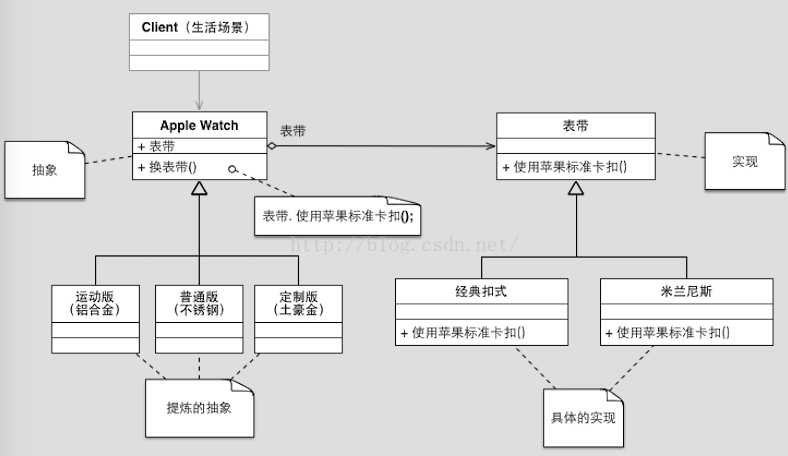 Client（生活场景）
Apple Watch
+ 表带
+ 换表带()
表带
表带
+ 使用苹果标准卡扣()
抽象
实现
表带. 使用苹果标准卡扣();
http://blog.csdn.net/
运动版
（铝合金）
普通版
（不锈钢）
定制版
（土豪金）
经典扣式
+ 使用苹果标准卡扣()
米兰尼斯
+ 使用苹果标准卡扣()
提炼的抽象
具体的实现